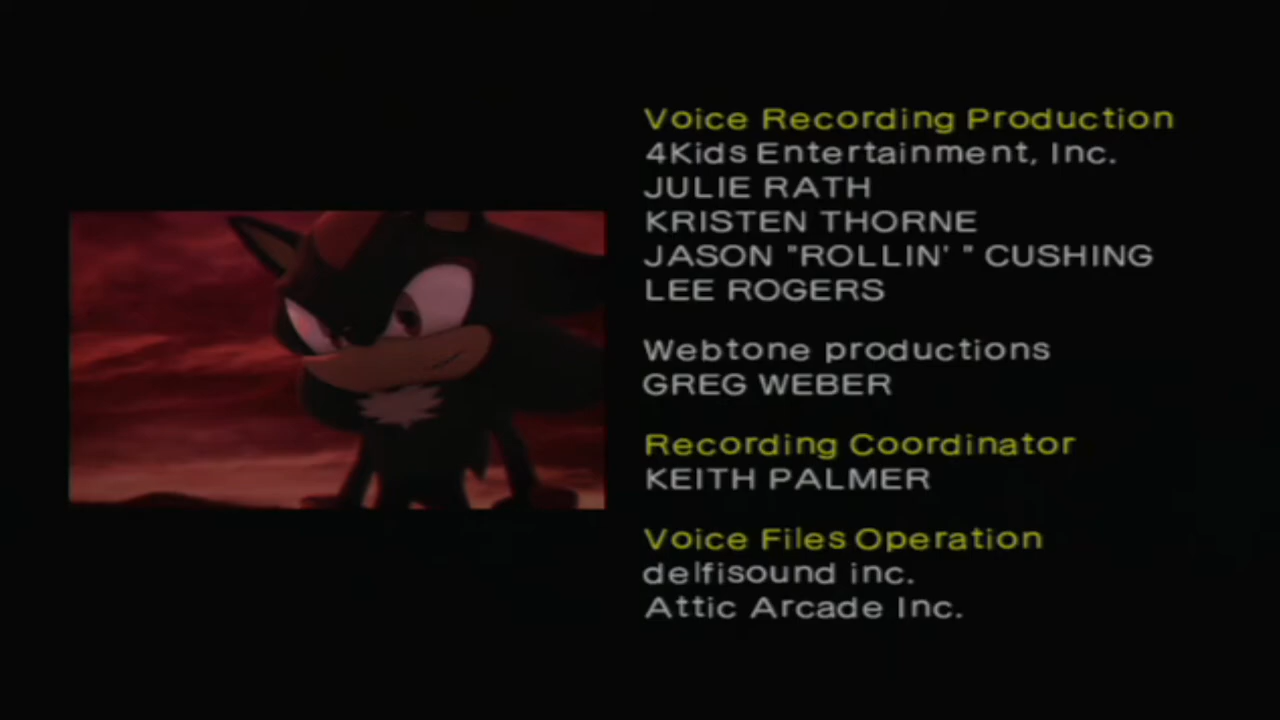 Voice Recording Production
4Kids Entertainment, Inc.
JULIE RATH
KRISTEN THORNE
JASON "ROLLIN' " CUSHING
LEE ROGERS
Webtone productions
GREG WEBER
Recording Coordinator
KEITH PALMER
Voice Files Operation
delfisound inc.
Attic Arcade Inc.